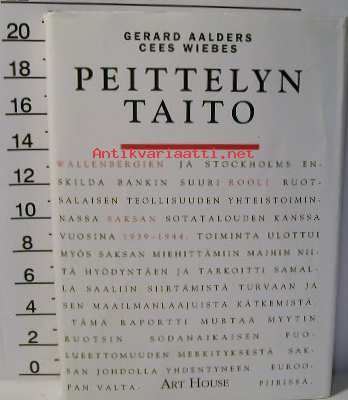 GERARD AALDERS
CEES WIEBES
PEITTELYN
TAITO
Antikvariaatti.net
WALLENBERGIEN JA STOCKHOLMS EN-
SKILDA BANKIN SUURI ROOLI RUOT-
SALAISEN TEOLLISUUDEN YHTEISTOIMIN-
NASSA SAKSAN SOTATALOUDEN KANSSA
VUOSINA 1939-1944. TOIMINTA ULOTTUI
MYÖS SAKSAN MIEHITTÄMIIN MAIHIN NII-
TÄ HYÖDYNTÄEN JA TARKOITTI SAMAL-
LA SAALIIN SIIRTÄMISTÄ TURVAAN JA
SEN MAAILMANLAAJUISTA KÄTKEMISTÄ.
TÄMÄ RAPORTTI MURTAA MYYTIN
RUOTSIN SODANAIKAISEN PUO-
LUEETTOMUUDEN MERKITYKSESTÄ SAK-
SAN JOHDOLLA YHDENTYNEEN EUROO-
PAN VALTA- ART HOUSE PIIRISSÄ.
20
18
16
14
12
10
8
6
4
2
0